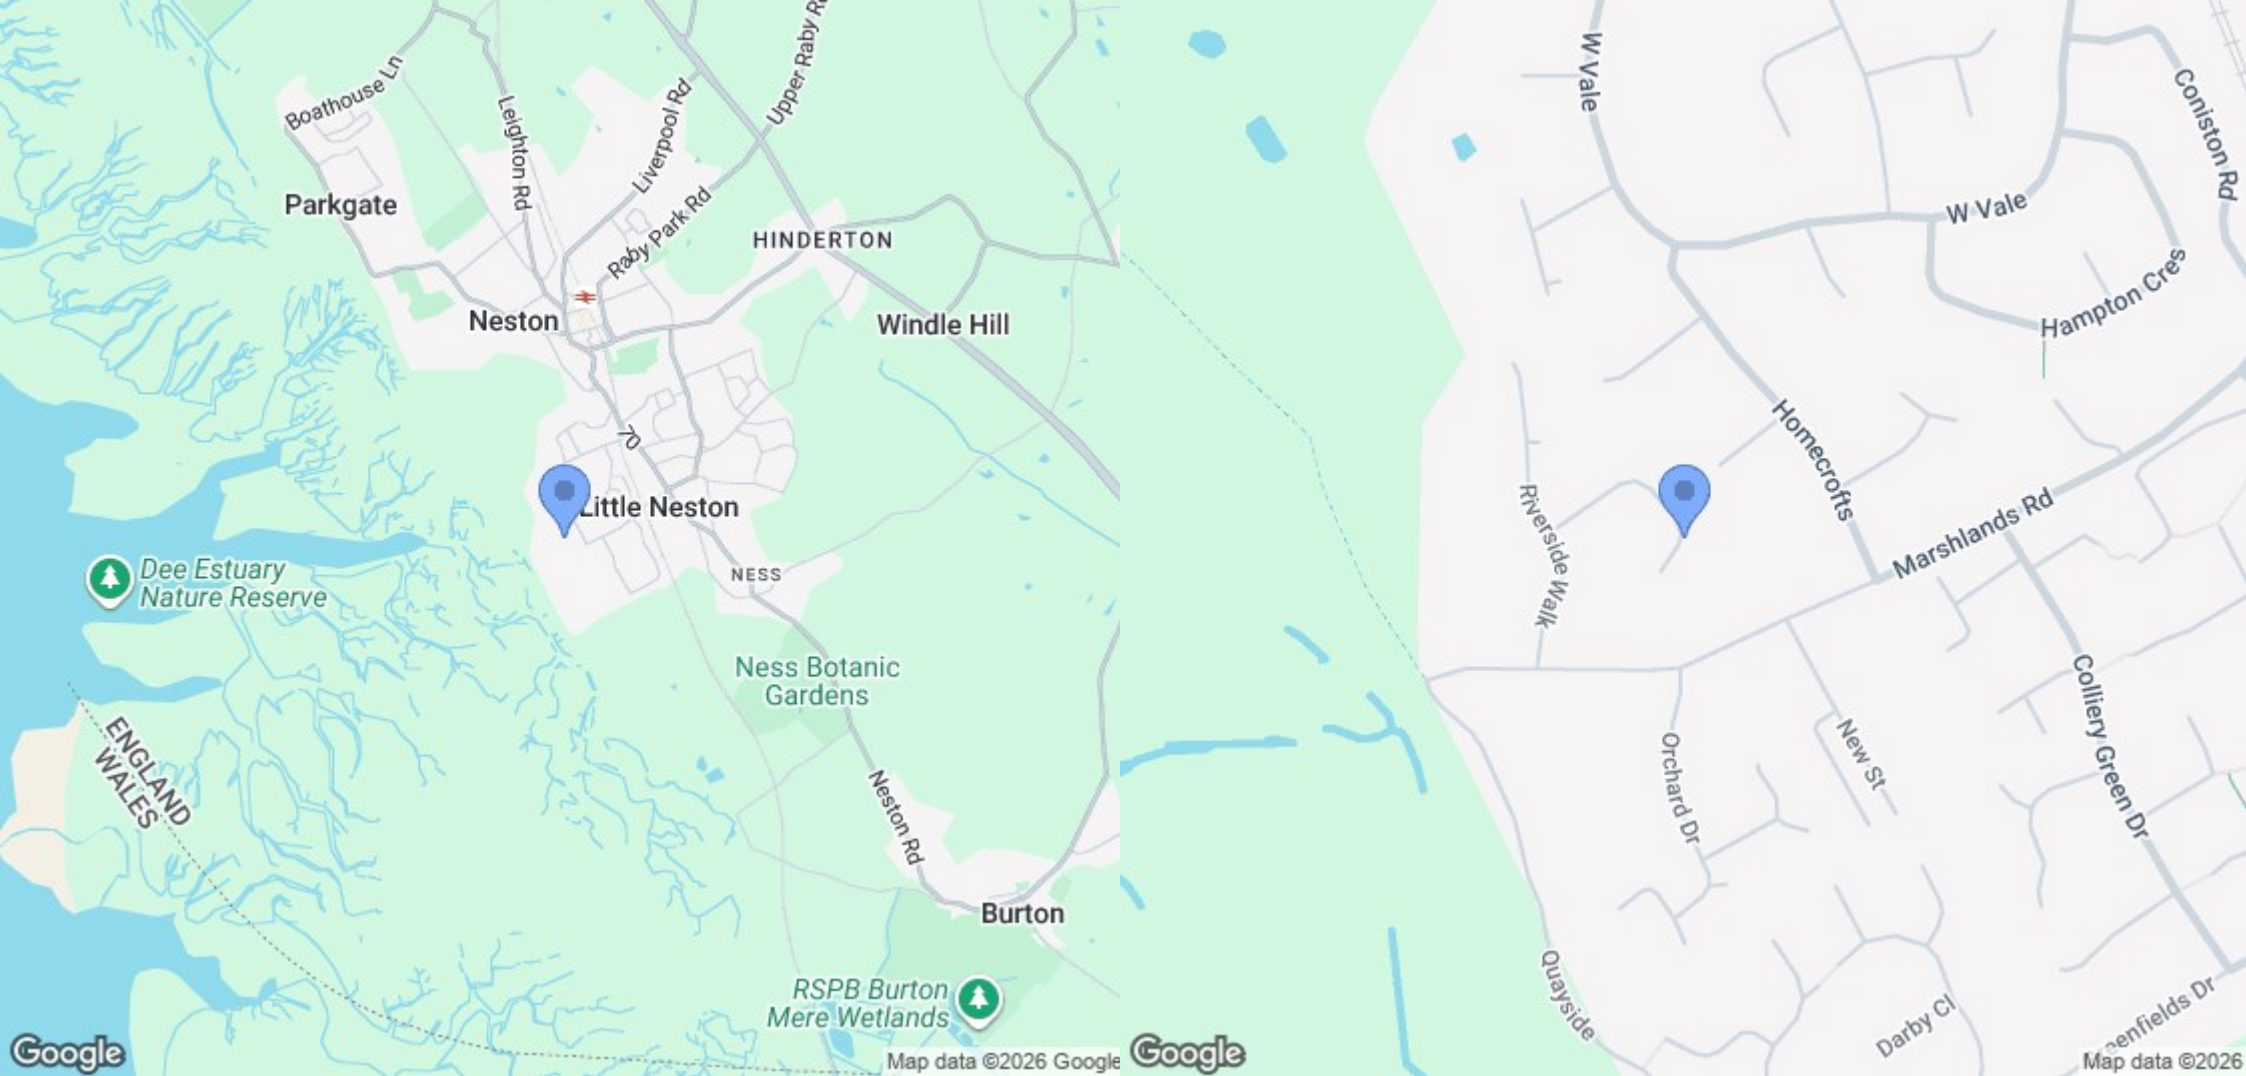 Boathouse Ln
Leighton Rd
Liverpool Rd
Upper Raby Rd
Parkgate
Raby Park Rd
HINDERTON
Neston
Windle Hill
70
Little Neston
Dee Estuary
Nature Reserve
NESS
Ness Botanic
Gardens
ENGLAND
WALES
Neston Rd
Burton
RSPB Burton
Mere Wetlands
Google
Map data ©2026 Google
W Vale
Coniston Rd
W Vale
Hampton Cres
Homecrofts
Riverside Walk
Marshlands Rd
Colliery Green Dr
New St
Orchard Dr
Quayside
Darby Cl
eenfields Dr
Google
Map data ©2026